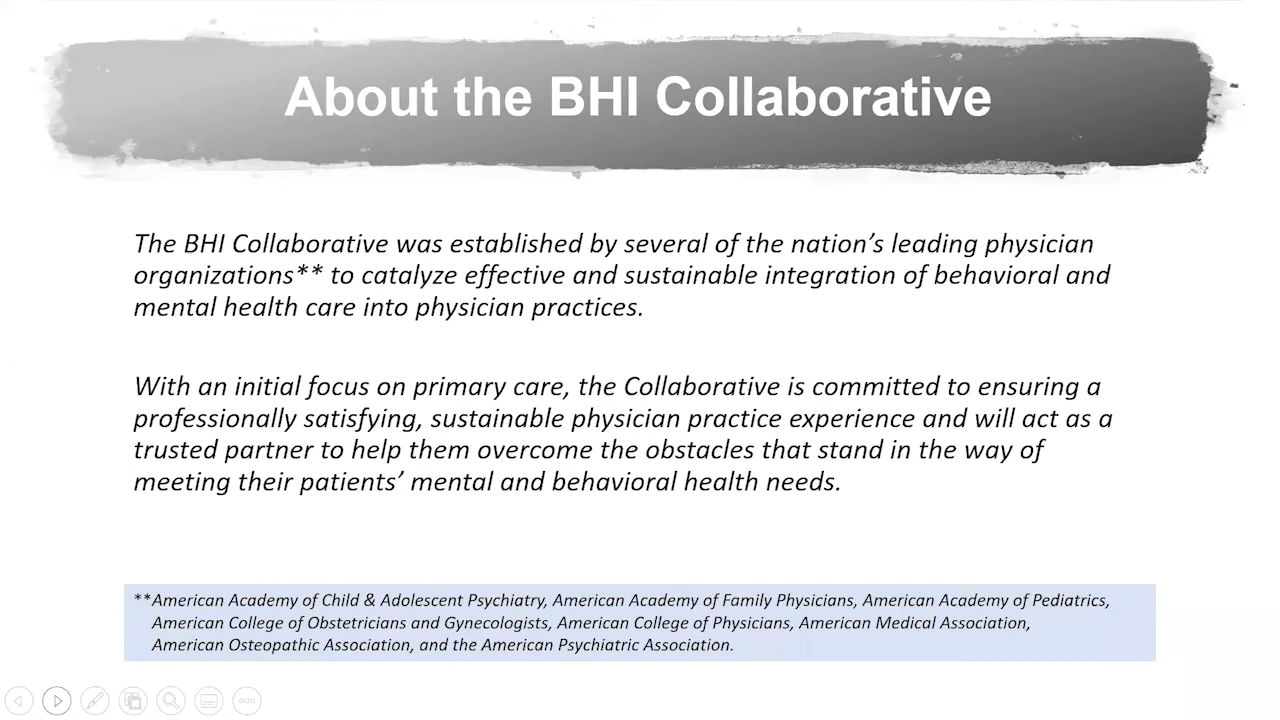 About the BHI Collaborative
The BHI Collaborative was established by several of the nation’s leading physician
organizations** to catalyze effective and sustainable integration of behavioral and
mental health care into physician practices.
With an initial focus on primary care, the Collaborative is committed to ensuring a
professionally satisfying, sustainable physician practice experience and will act as a
trusted partner to help them overcome the obstacles that stand in the way of
meeting their patients’ mental and behavioral health needs.
**American Academy of Child & Adolescent Psychiatry, American Academy of Family Physicians, American Academy of Pediatrics,
American College of Obstetricians and Gynecologists, American College of Physicians, American Medical Association,
American Osteopathic Association, and the American Psychiatric Association.